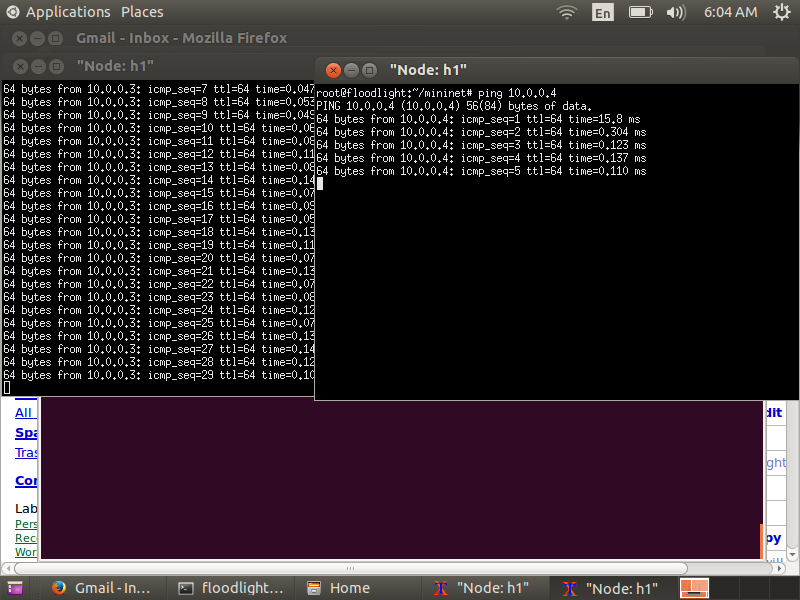 Applications Places En 6:04 AM
Gmail - Inbox - Mozilla Firefox
"Node: h1"
64 bytes from 10.0.0.3: icmp_seq=7 ttl=64 time=0.047
64 bytes from 10.0.0.3: icmp_seq=8 ttl=64 time=0.053
64 bytes from 10.0.0.3: icmp_seq=9 ttl=64 time=0.049
64 bytes from 10.0.0.3: icmp_seq=10 ttl=64 time=0.06
64 bytes from 10.0.0.3: icmp_seq=11 ttl=64 time=0.08
64 bytes from 10.0.0.3: icmp_seq=12 ttl=64 time=0.11
64 bytes from 10.0.0.3: icmp_seq=13 ttl=64 time=0.08
64 bytes from 10.0.0.3: icmp_seq=14 ttl=64 time=0.14
64 bytes from 10.0.0.3: icmp_seq=15 ttl=64 time=0.07
64 bytes from 10.0.0.3: icmp_seq=16 ttl=64 time=0.09
64 bytes from 10.0.0.3: icmp_seq=17 ttl=64 time=0.05
64 bytes from 10.0.0.3: icmp_seq=18 ttl=64 time=0.13
64 bytes from 10.0.0.3: icmp_seq=19 ttl=64 time=0.11
64 bytes from 10.0.0.3: icmp_seq=20 ttl=64 time=0.07
64 bytes from 10.0.0.3: icmp_seq=21 ttl=64 time=0.13
64 bytes from 10.0.0.3: icmp_seq=22 ttl=64 time=0.07
64 bytes from 10.0.0.3: icmp_seq=23 ttl=64 time=0.08
64 bytes from 10.0.0.3: icmp_seq=24 ttl=64 time=0.12
64 bytes from 10.0.0.3: icmp_seq=25 ttl=64 time=0.07
64 bytes from 10.0.0.3: icmp_seq=26 ttl=64 time=0.13
64 bytes from 10.0.0.3: icmp_seq=27 ttl=64 time=0.14
64 bytes from 10.0.0.3: icmp_seq=28 ttl=64 time=0.12
64 bytes from 10.0.0.3: icmp_seq=29 ttl=64 time=0.10
"Node: h1"
root@floodlight:~/mininet# ping 10.0.0.4
PING 10.0.0.4 (10.0.0.4) 56(84) bytes of data.
64 bytes from 10.0.0.4: icmp_seq=1 ttl=64 time=15.8 ms
64 bytes from 10.0.0.4: icmp_seq=2 ttl=64 time=0.304 ms
64 bytes from 10.0.0.4: icmp_seq=3 ttl=64 time=0.123 ms
64 bytes from 10.0.0.4: icmp_seq=4 ttl=64 time=0.137 ms
64 bytes from 10.0.0.4: icmp_seq=5 ttl=64 time=0.110 ms
All
Spa
Tras
Con
Lab
Pers
Rece
Wor
dit
ght
py
Gmail - In... floodlight... Home "Node: h1" "Node: h1"